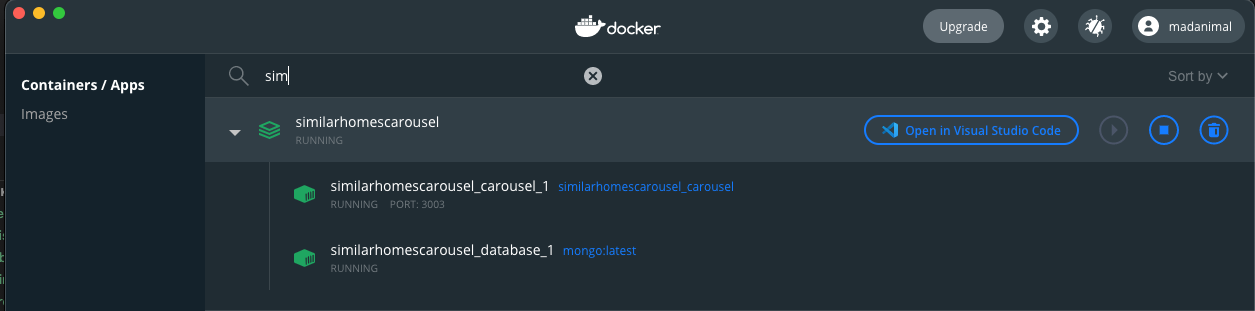 docker
Upgrade
madanimal
Containers / Apps
Images
sim
Sort by
similarhomescarousel
RUNNING
Open in Visual Studio Code
similarhomescarousel_carousel_1 similarhomescarousel_carousel
RUNNING PORT: 3003
similarhomescarousel_database_1 mongo:latest
RUNNING